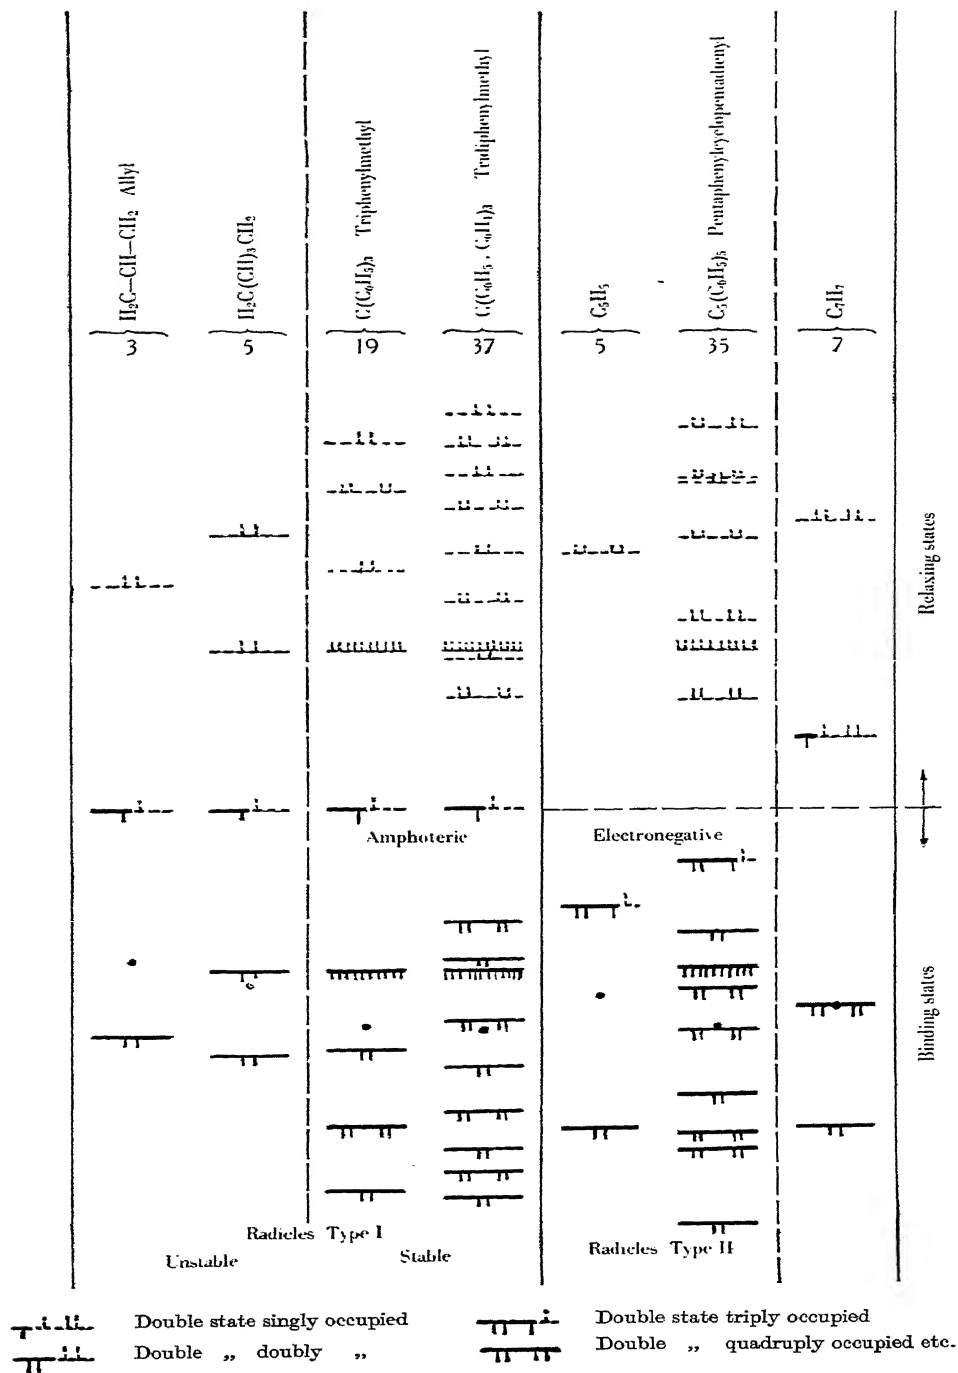 H₂C—CH—CH₂ Allyl
H₂C(CH)₃CH₂
C(C₆H₅)₃ Triphenylmethyl
C(C₆H₅.C₆H₄)₃
C₅H₅
C₅(C₆H₅)₅ Pentaphenylcyclopentadienyl
C₇H₇
3
5
19
37
5
35
7
Relaxing states
Amphoteric
Electronegative
Binding states
Radicles Type I
Unstable
Stable
Radicles Type II
Double state singly occupied
Double „ doubly „
Double state triply occupied
Double „ quadruply occupied etc.